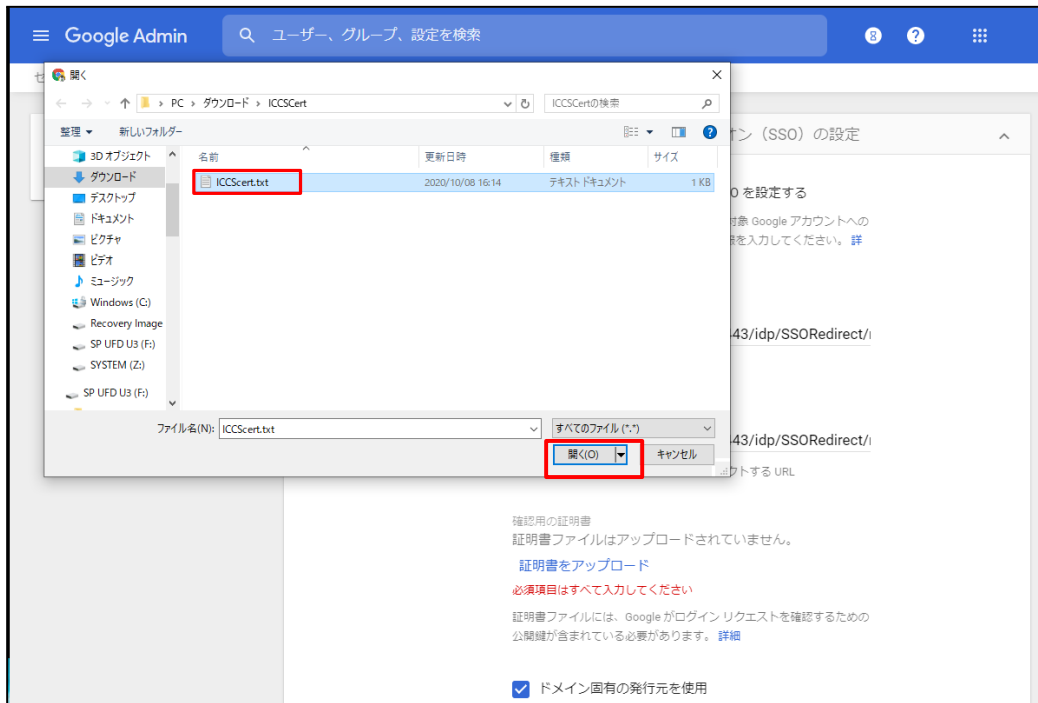 Google Admin
ユーザー、グループ、設定を検索
開く
PC › ダウンロード › ICCSCert
ICCSCertの検索
整理
新しいフォルダー
3D オブジェクト
ダウンロード
デスクトップ
ドキュメント
ピクチャ
ビデオ
ミュージック
Windows (C:)
Recovery Image
SP UFD U3 (F:)
SYSTEM (Z:)
SP UFD U3 (F:)
名前 更新日時 種類 サイズ
ICCScert.txt 2020/10/08 16:14 テキスト ドキュメント 1 KB
ファイル名(N): ICCScert.txt
すべてのファイル (*.*)
開く(O)
キャンセル
オン（SSO）の設定
O を設定する
対象 Google アカウントへの
を入力してください。 詳
43/idp/SSORedirect/
43/idp/SSORedirect/
クトする URL
確認用の証明書
証明書ファイルはアップロードされていません。
証明書をアップロード
必須項目はすべて入力してください
証明書ファイルには、Google がログイン リクエストを確認するための
公開鍵が含まれている必要があります。 詳細
ドメイン固有の発行元を使用